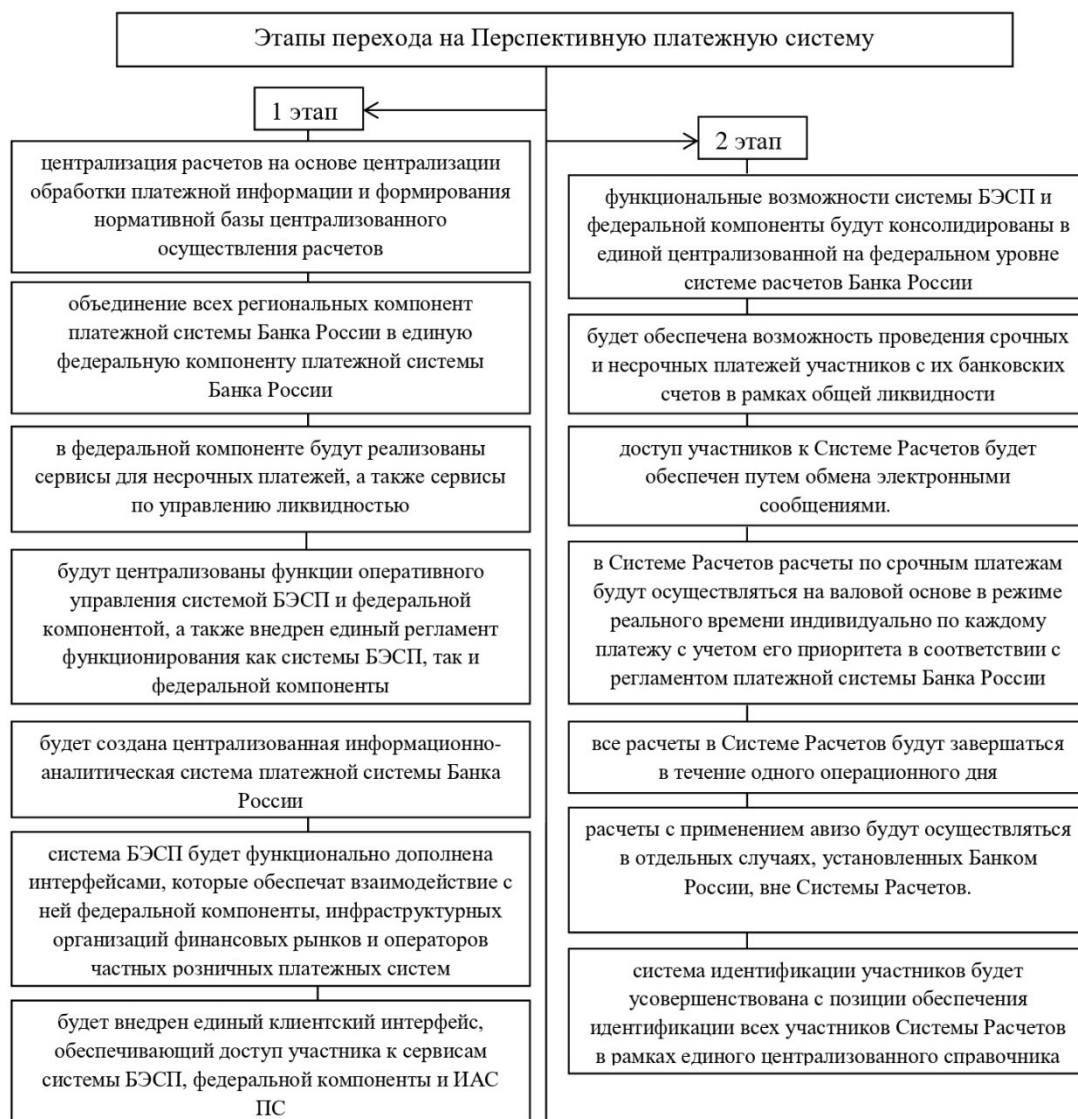 Этапы перехода на Перспективную платежную систему
1 этап
централизация расчетов на основе централизации
обработки платежной информации и формирования
нормативной базы централизованного
осуществления расчетов
объединение всех региональных компонент
платежной системы Банка России в единую
федеральную компоненту платежной системы
Банка России
в федеральной компоненте будут реализованы
сервисы для несрочных платежей, а также сервисы
по управлению ликвидностью
будут централизованы функции оперативного
управления системой БЭСП и федеральной
компонентой, а также внедрен единый регламент
функционирования как системы БЭСП, так и
федеральной компоненты
будет создана централизованная информационно-
аналитическая система платежной системы Банка
России
система БЭСП будет функционально дополнена
интерфейсами, которые обеспечат взаимодействие с
ней федеральной компоненты, инфраструктурных
организаций финансовых рынков и операторов
частных розничных платежных систем
будет внедрен единый клиентский интерфейс,
обеспечивающий доступ участника к сервисам
системы БЭСП, федеральной компоненты и ИАС
ПС
2 этап
функциональные возможности системы БЭСП и
федеральной компоненты будут консолидированы в
единой централизованной на федеральном уровне
системе расчетов Банка России
будет обеспечена возможность проведения срочных
и несрочных платежей участников с их банковских
счетов в рамках общей ликвидности
доступ участников к Системе Расчетов будет
обеспечен путем обмена электронными
сообщениями.
в Системе Расчетов расчеты по срочным платежам
будут осуществляться на валовой основе в режиме
реального времени индивидуально по каждому
платежу с учетом его приоритета в соответствии с
регламентом платежной системы Банка России
все расчеты в Системе Расчетов будут завершаться
в течение одного операционного дня
расчеты с применением авизо будут осуществляться
в отдельных случаях, установленных Банком
России, вне Системы Расчетов.
система идентификации участников будет
усовершенствована с позиции обеспечения
идентификации всех участников Системы Расчетов
в рамках единого централизованного справочника